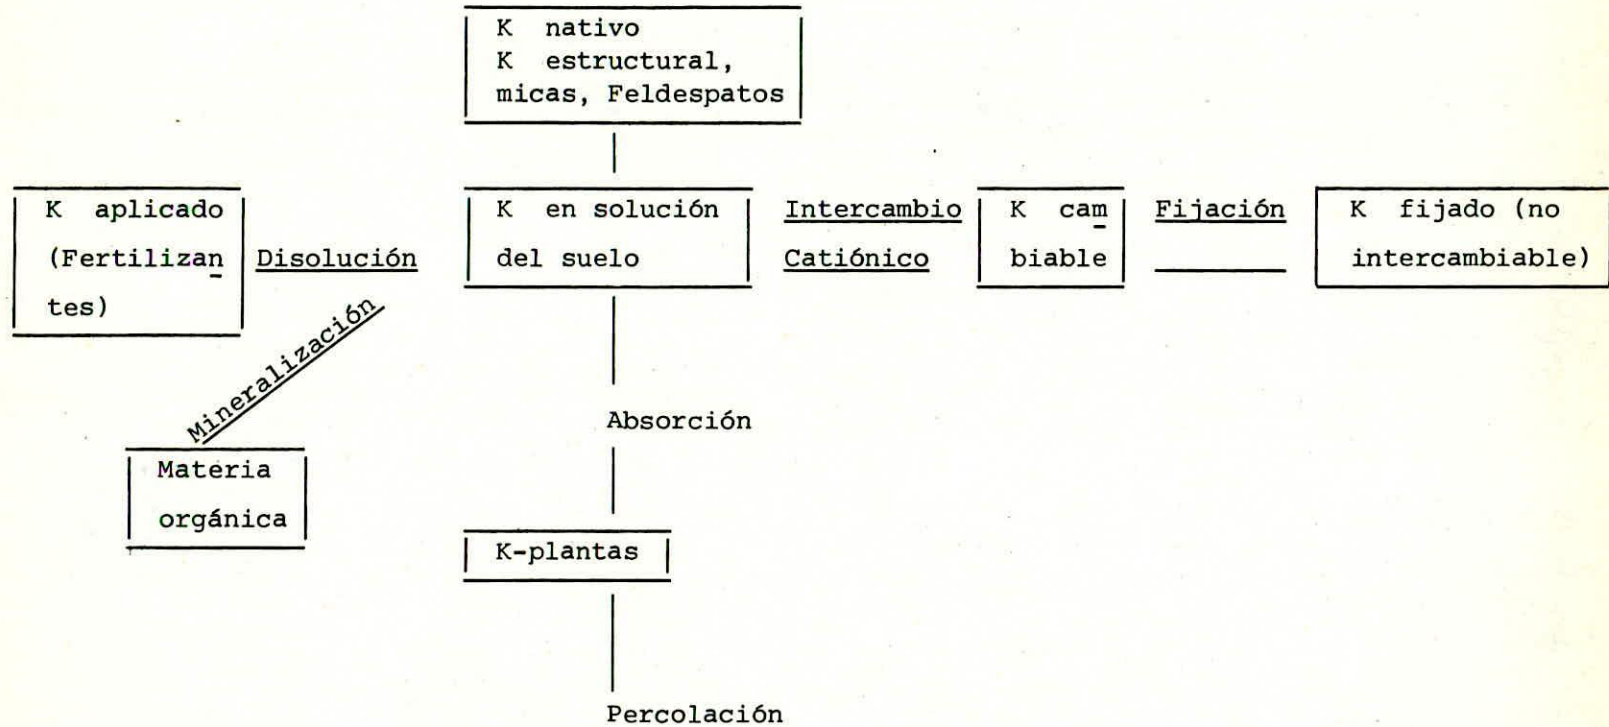 K nativo
K estructural,
micas, Feldespatos
K aplicado
(Fertilizan
tes)
Disolución
K en solución
del suelo
Intercambio
Catiónico
K cam
biable
Fijación
K fijado (no
intercambiable)
Mineralización
Materia
orgánica
Absorción
K-plantas
Percolación